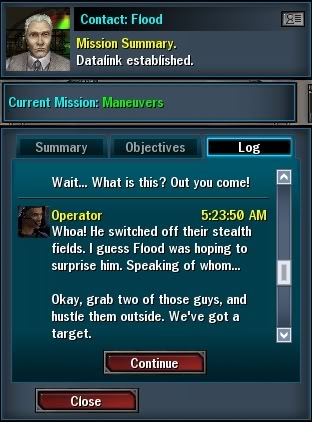 Contact: Flood
Mission Summary.
Datalink established.
Current Mission: Maneuvers
Summary
Objectives
Log
Wait... What is this? Out you come!
Operator 5:23:50 AM
Whoa! He switched off their stealth
fields. I guess Flood was hoping to
surprise him. Speaking of whom...
Okay, grab two of those guys, and
hustle them outside. We've got a
target.
Continue
Close